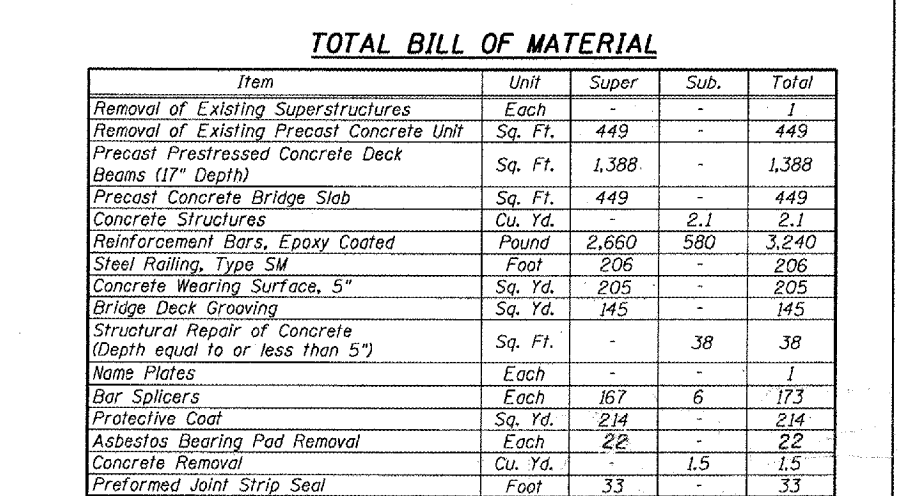 TOTAL BILL OF MATERIAL
Item Unit Super Sub. Total
Removal of Existing Superstructures Each - - 1
Removal of Existing Precast Concrete Unit Sq. Ft. 449 - 449
Precast Prestressed Concrete Deck
Beams (17" Depth) Sq. Ft. 1,388 - 1,388
Precast Concrete Bridge Slab Sq. Ft. 449 - 449
Concrete Structures Cu. Yd. - 2.1 2.1
Reinforcement Bars, Epoxy Coated Pound 2,660 580 3,240
Steel Railing, Type SM Foot 206 - 206
Concrete Wearing Surface, 5" Sq. Yd. 205 - 205
Bridge Deck Grooving Sq. Yd. 145 - 145
Structural Repair of Concrete
(Depth equal to or less than 5") Sq. Ft. - 38 38
Name Plates Each - - 1
Bar Splicers Each 167 6 173
Protective Coat Sq. Yd. 214 - 214
Asbestos Bearing Pad Removal Each 22 - 22
Concrete Removal Cu. Yd. - 1.5 1.5
Preformed Joint Strip Seal Foot 33 - 33